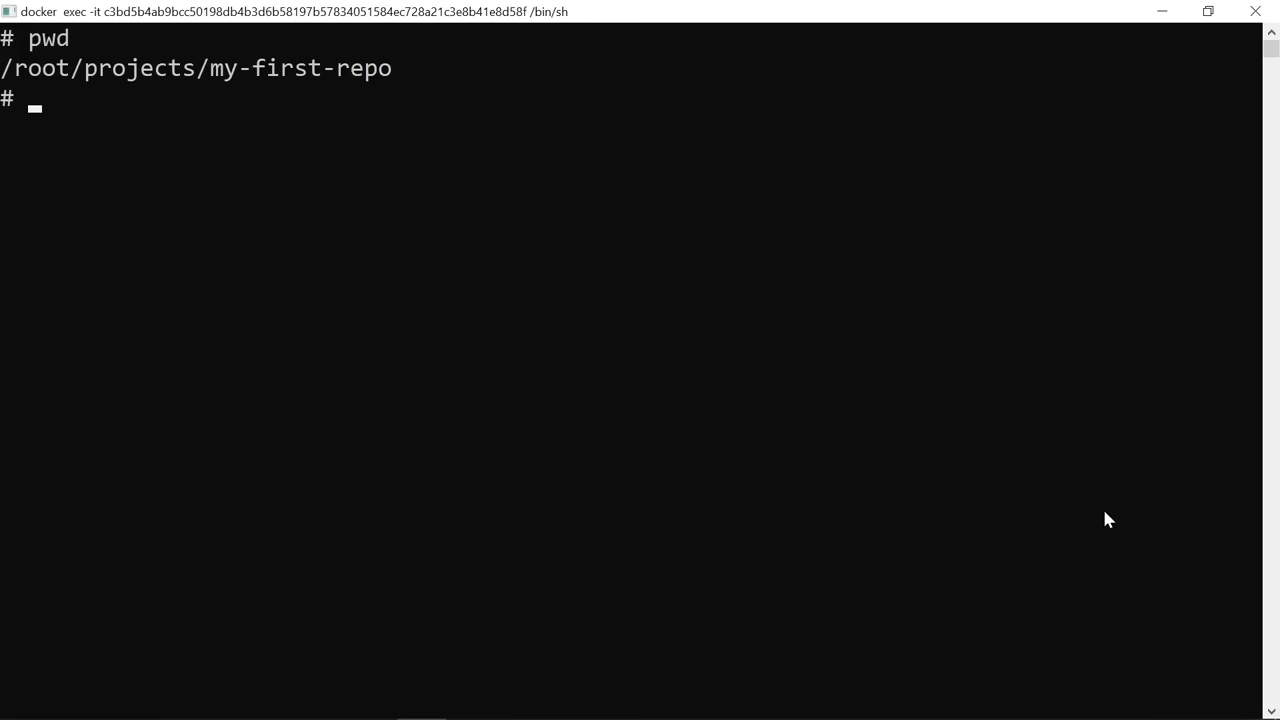 docker exec -it c3bd5b4ab9bcc50198db4b3d6b58197b57834051584ec728a21c3e8b41e8d58f /bin/sh
# pwd
/root/projects/my-first-repo
#